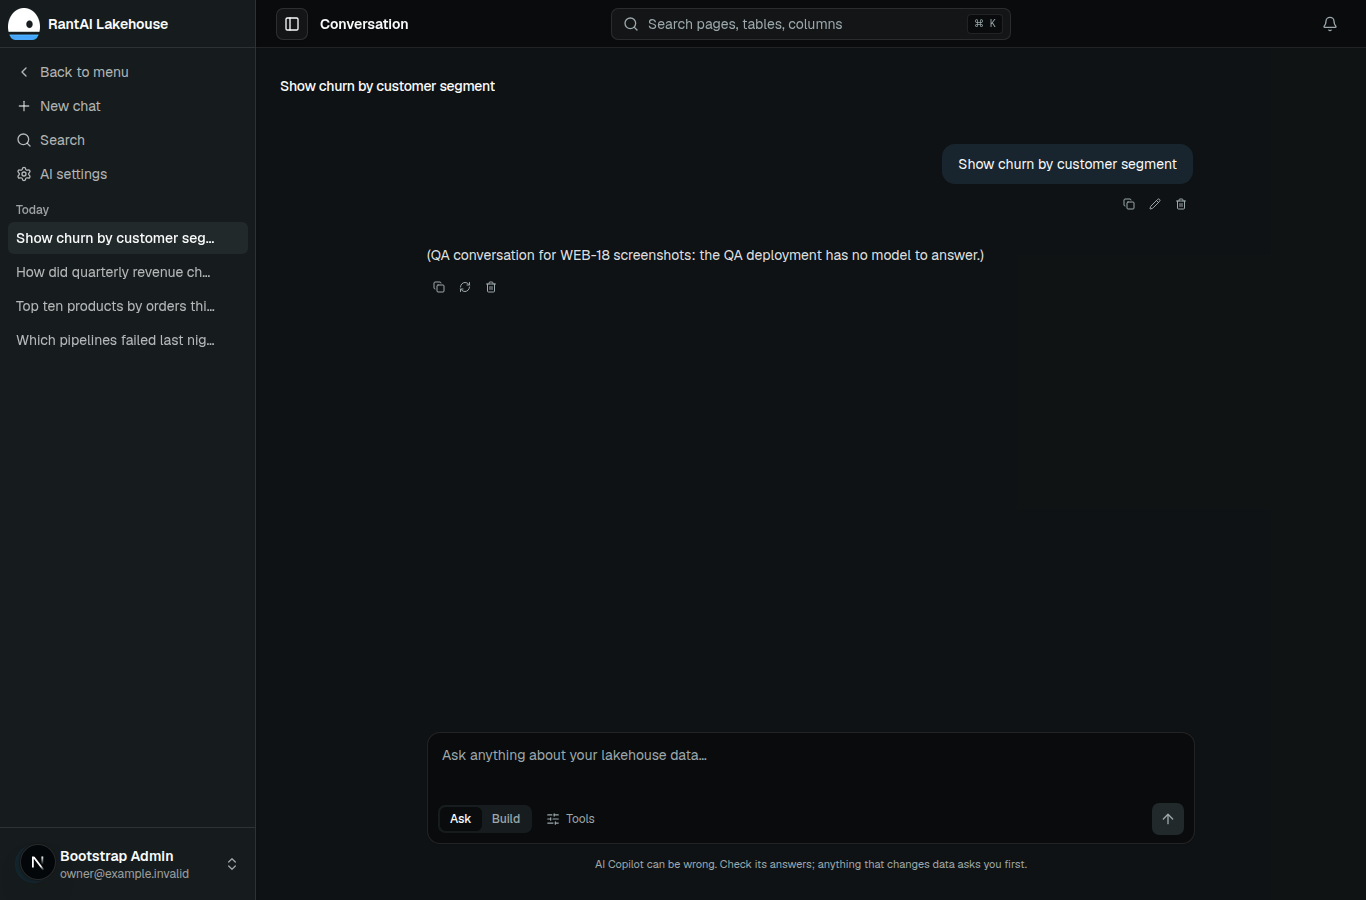 RantAI Lakehouse
Conversation
Search pages, tables, columns
⌘ K
Back to menu
New chat
Search
AI settings
Today
Show churn by customer seg…
How did quarterly revenue ch…
Top ten products by orders thi…
Which pipelines failed last nig…
Show churn by customer segment
Show churn by customer segment
(QA conversation for WEB-18 screenshots: the QA deployment has no model to answer.)
Ask anything about your lakehouse data…
Ask
Build
Tools
AI Copilot can be wrong. Check its answers; anything that changes data asks you first.
N
Bootstrap Admin
owner@example.invalid